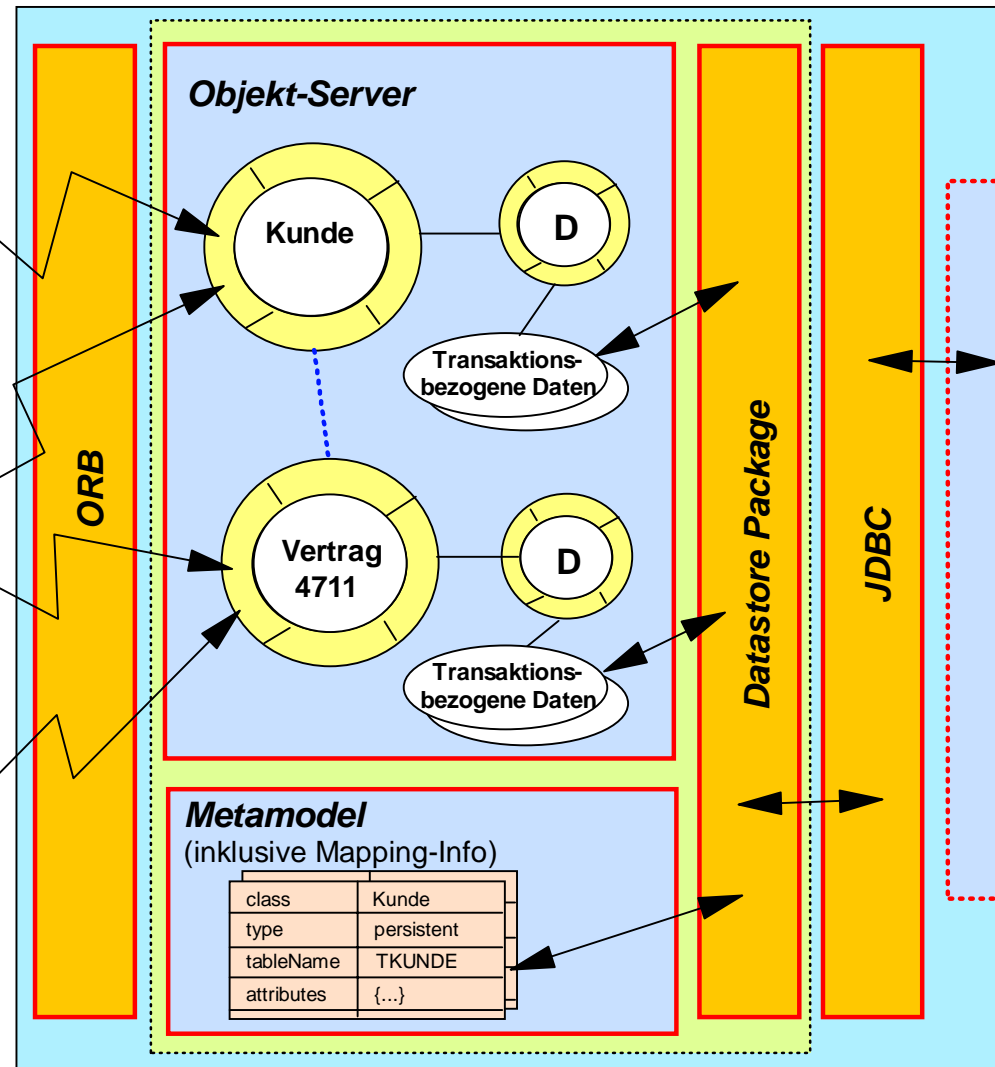 Objekt-Server
Kunde
D
Transaktions-
bezogene Daten
Vertrag
4711
D
Transaktions-
bezogene Daten
ORB
Datastore Package
JDBC
Metamodel
(inklusive Mapping-Info)
class Kunde
type persistent
tableName TKUNDE
attributes {...}